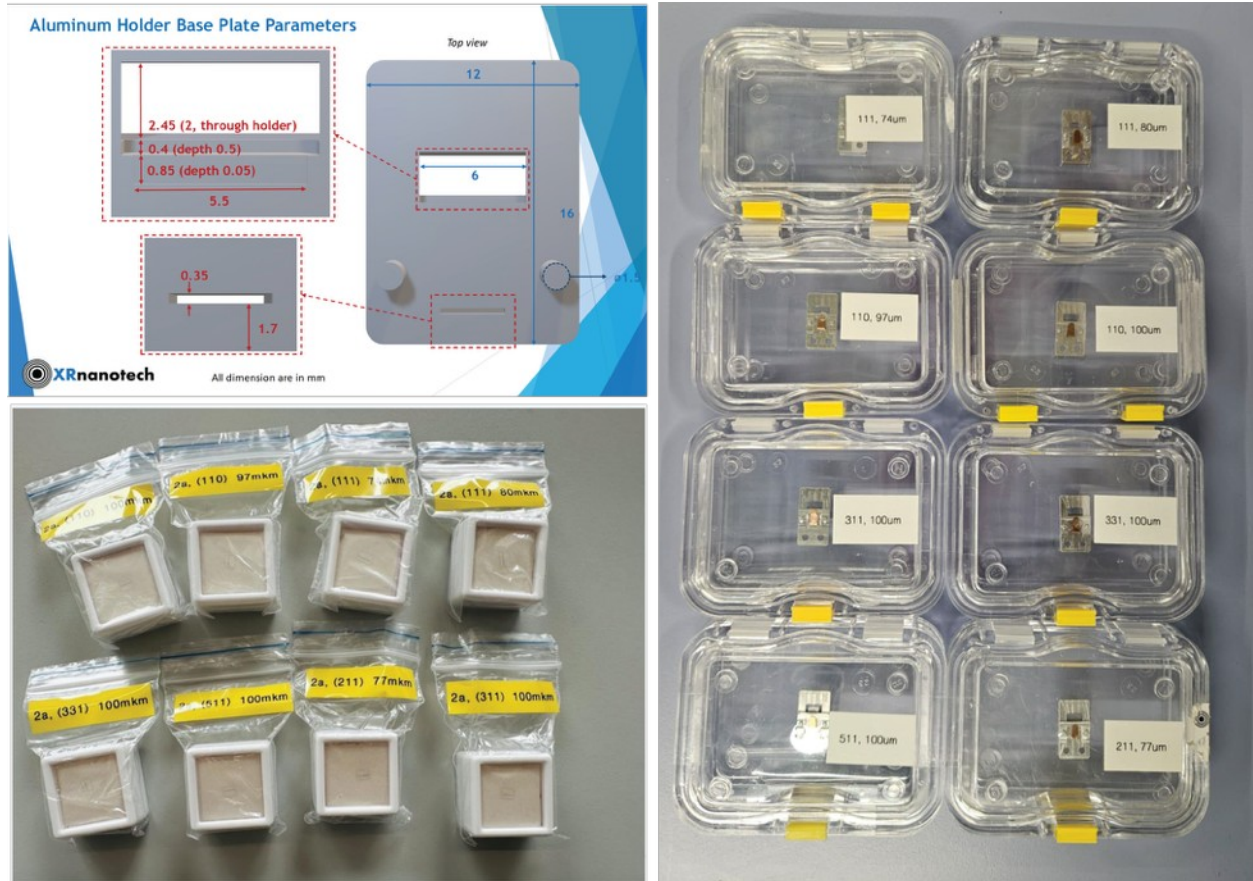 Aluminum Holder Base Plate Parameters
Top view
12
2.45 (2, through holder)
0.4 (depth 0.5)
0.85 (depth 0.05)
5.5
6
16
0.35
1.7
XRnanotech
All dimension are in mm
2a, (110) 100mkm
2a, (110) 97mkm
(111)
2a, (111) 80mkm
2a, (331) 100mkm
(511) 100mkm
2a, (211) 77mkm
2a, (311) 100mkm
111, 74um
111, 80um
110, 97um
110, 100um
311, 100um
331, 100um
511, 100um
211, 77um